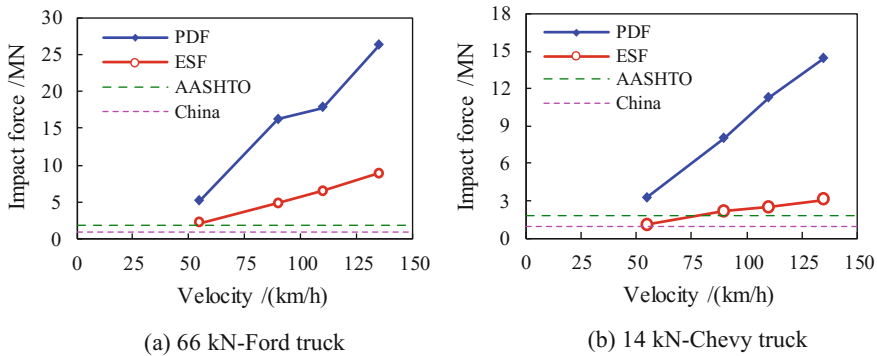 30
25
20
15
10
5
0
Impact force /MN
PDF
ESF
AASHTO
China
0 25 50 75 100 125 150
Velocity /(km/h)
(a) 66 kN-Ford truck
18
15
12
9
6
3
0
Impact force /MN
PDF
ESF
AASHTO
China
0 25 50 75 100 125 150
Velocity /(km/h)
(b) 14 kN-Chevy truck